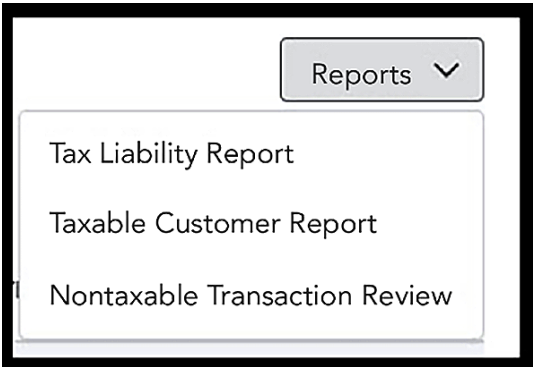 Reports
Tax Liability Report
Taxable Customer Report
Nontaxable Transaction Review